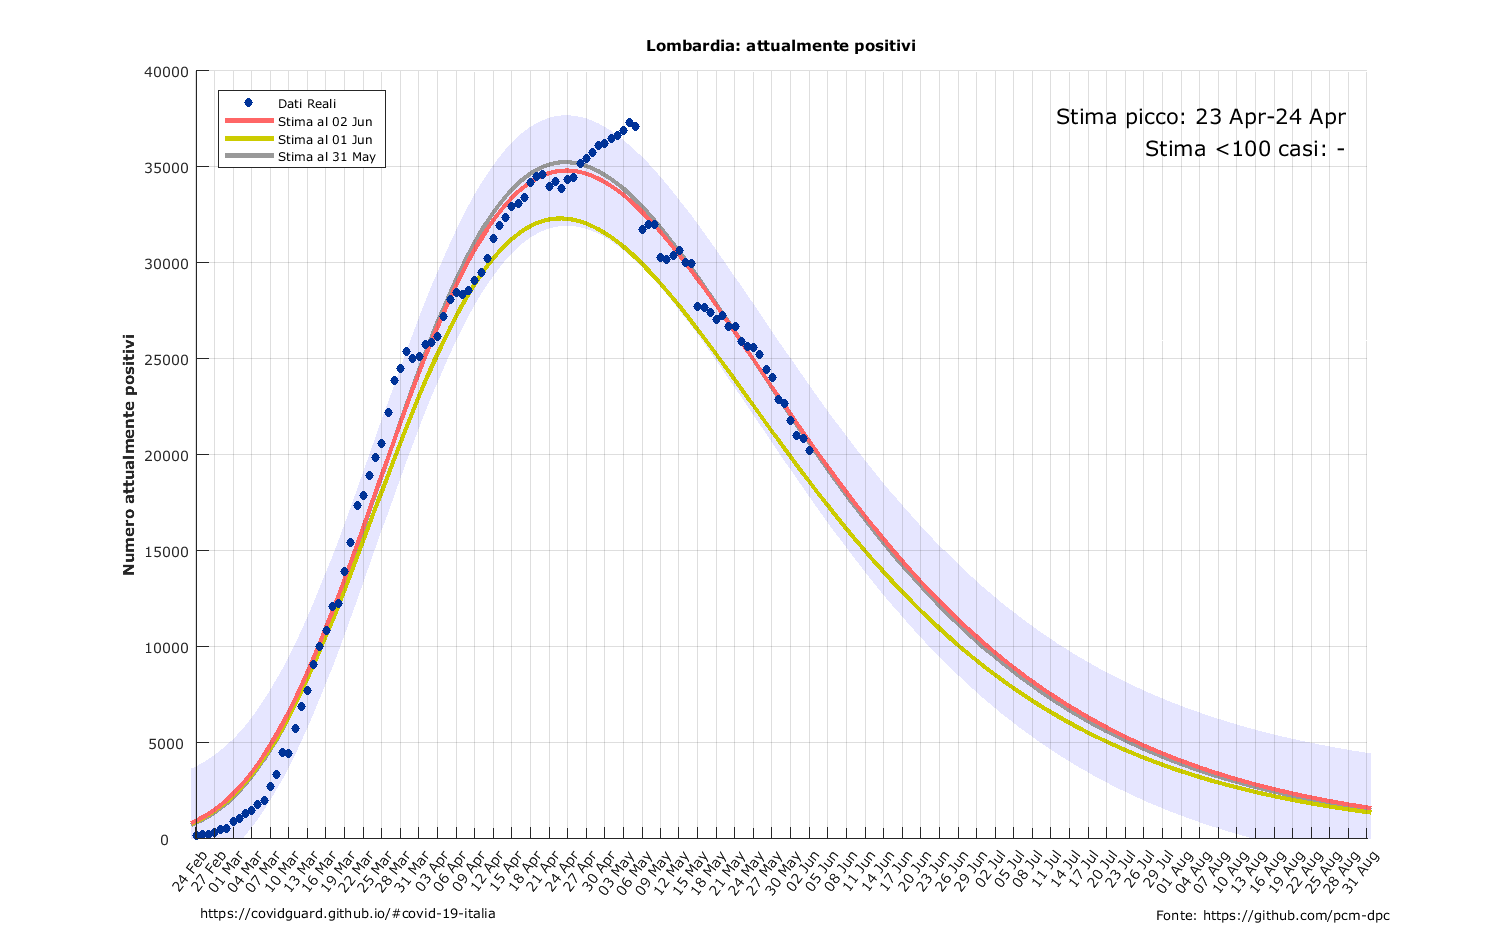 Lombardia: attualmente positivi
40000
35000
30000
25000
20000
15000
10000
5000
0
Numero attualmente positivi
Dati Reali
Stima al 02 Jun
Stima al 01 Jun
Stima al 31 May
Stima picco: 23 Apr-24 Apr
Stima <100 casi: -
24 Feb
27 Feb
01 Mar
04 Mar
07 Mar
10 Mar
13 Mar
16 Mar
19 Mar
22 Mar
25 Mar
28 Mar
31 Mar
03 Apr
06 Apr
09 Apr
12 Apr
15 Apr
18 Apr
21 Apr
24 Apr
27 Apr
30 Apr
03 May
06 May
09 May
12 May
15 May
18 May
21 May
24 May
27 May
30 May
02 Jun
05 Jun
08 Jun
11 Jun
14 Jun
17 Jun
20 Jun
23 Jun
26 Jun
29 Jun
02 Jul
05 Jul
08 Jul
11 Jul
14 Jul
17 Jul
20 Jul
23 Jul
26 Jul
29 Jul
01 Aug
04 Aug
07 Aug
10 Aug
13 Aug
16 Aug
19 Aug
22 Aug
25 Aug
28 Aug
31 Aug
https://covidguard.github.io/#covid-19-italia
Fonte: https://github.com/pcm-dpc